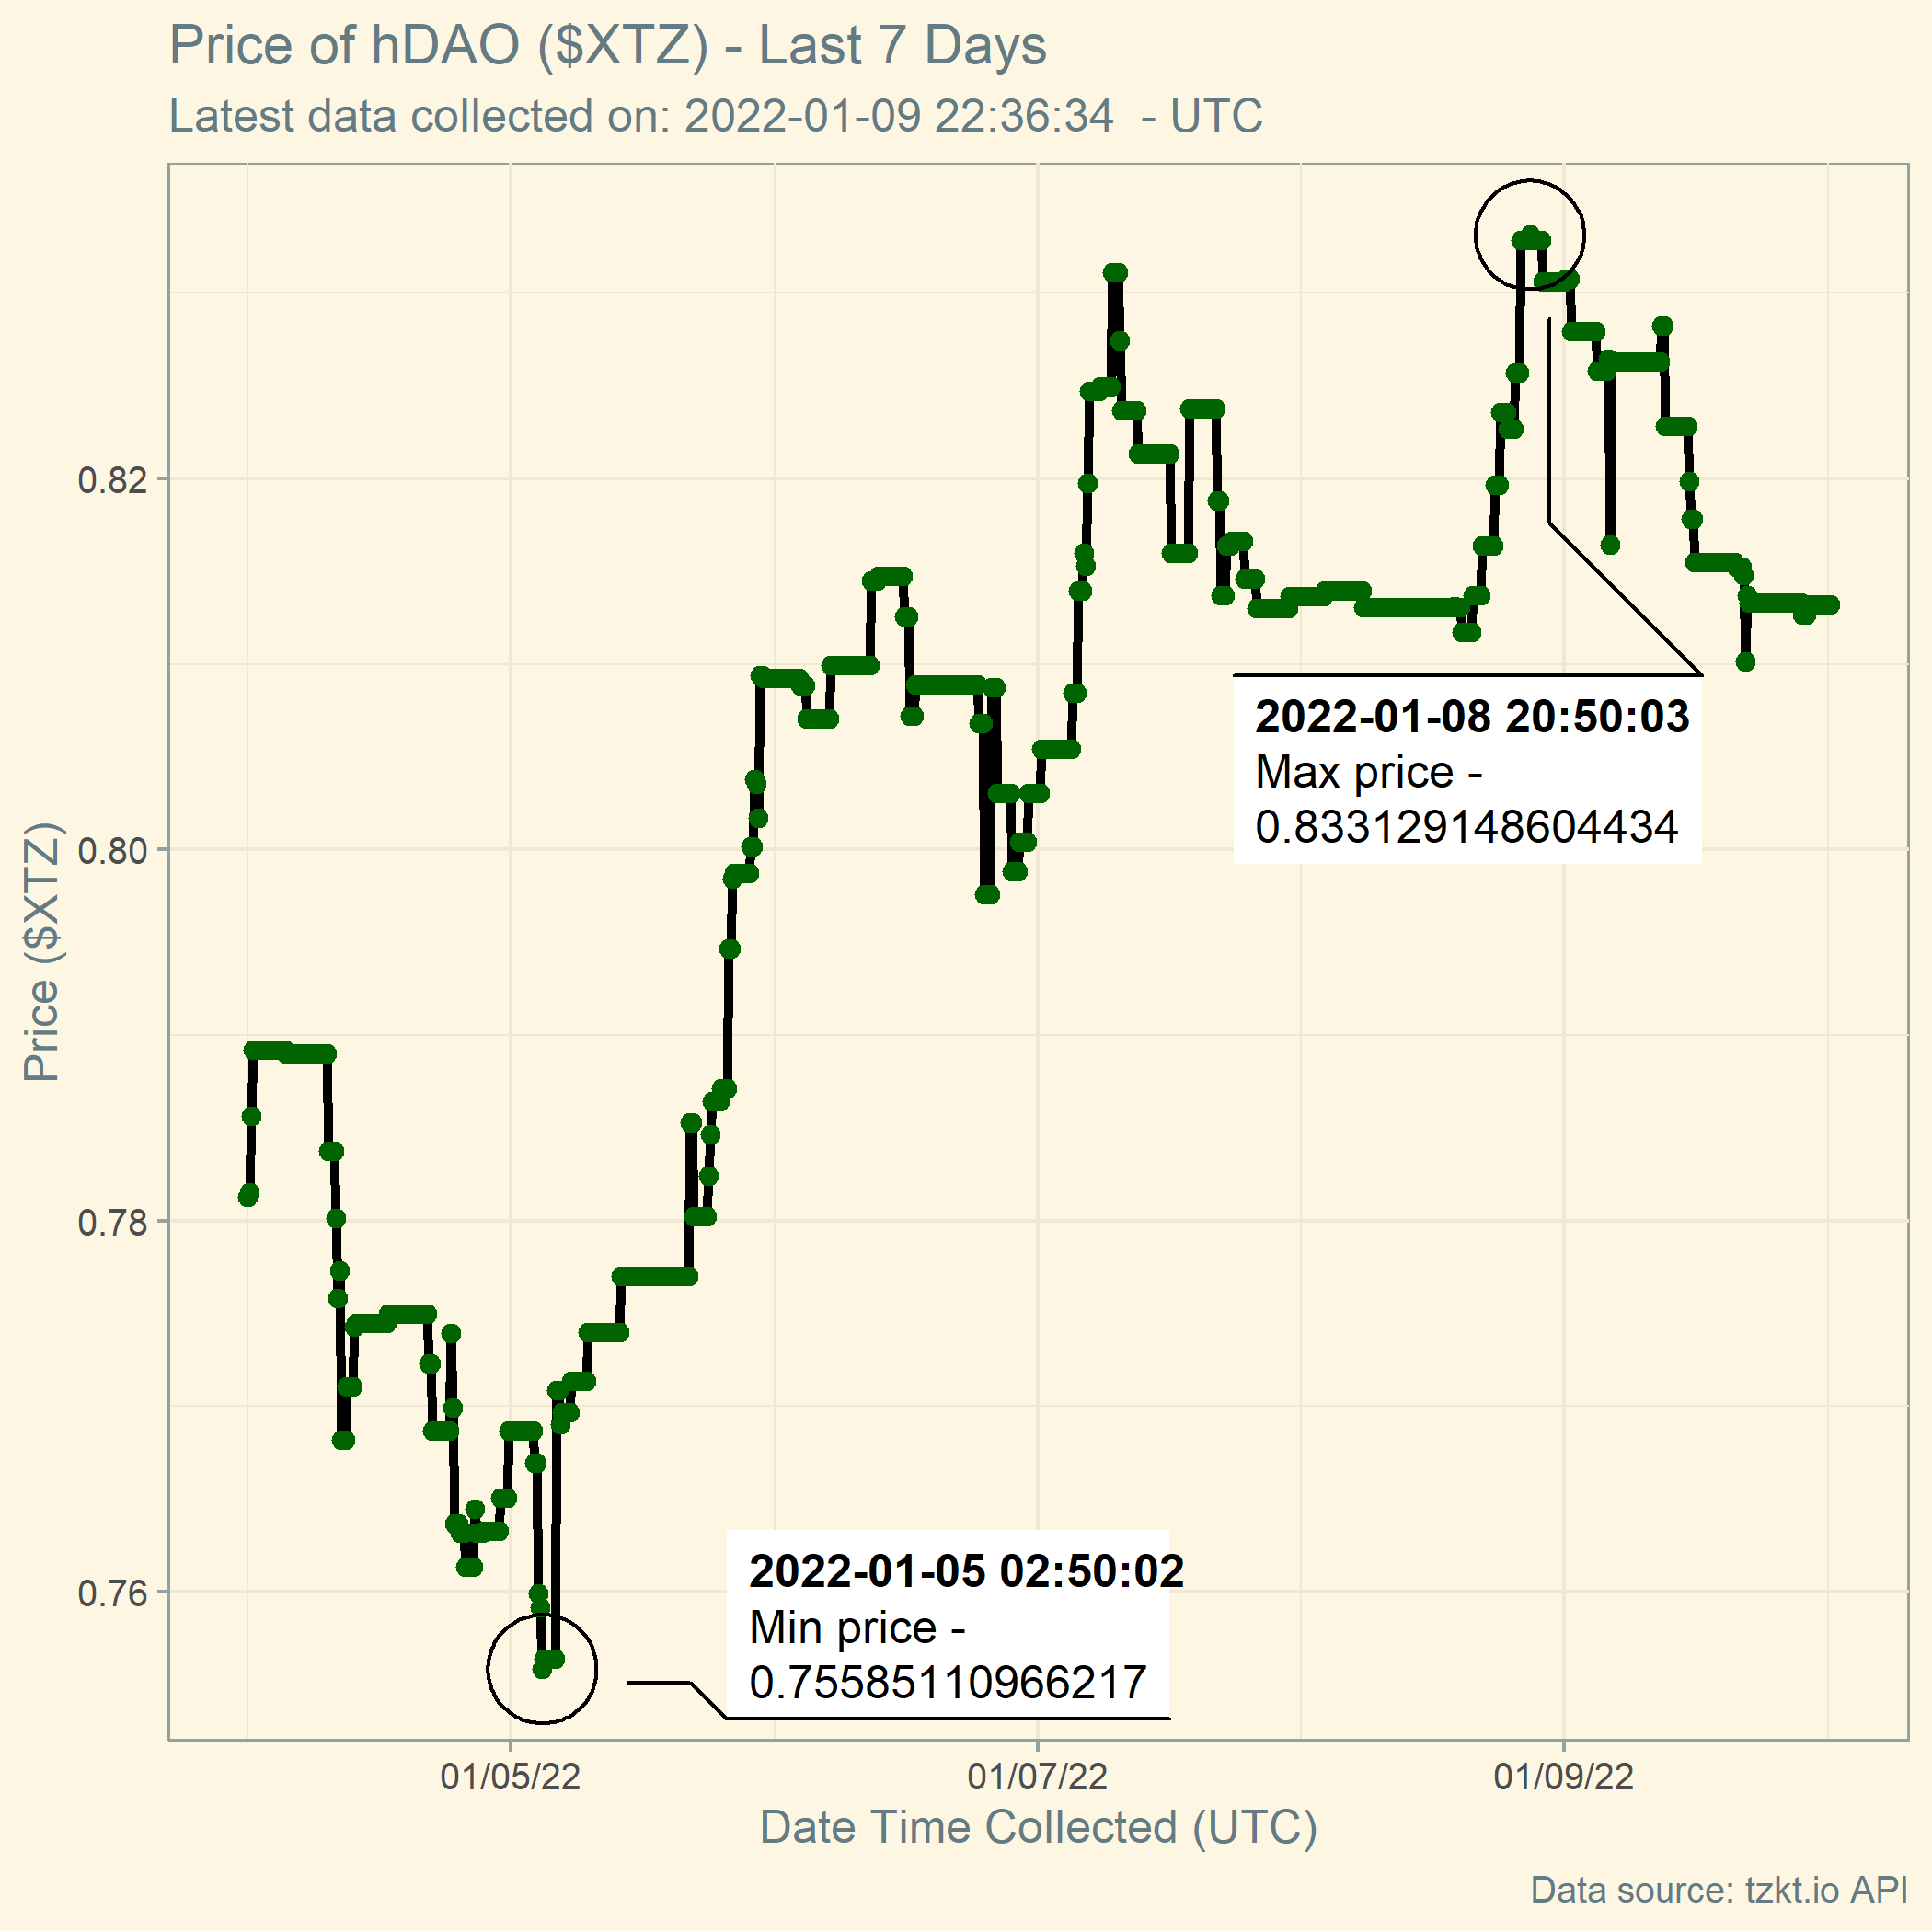 Price of hDAO ($XTZ) - Last 7 Days
Latest data collected on: 2022-01-09 22:36:34  - UTC
Price ($XTZ)
0.82
0.80
0.78
0.76
2022-01-08 20:50:03
Max price -
0.833129148604434
2022-01-05 02:50:02
Min price -
0.75585110966217
01/05/22
01/07/22
01/09/22
Date Time Collected (UTC)
Data source: tzkt.io API